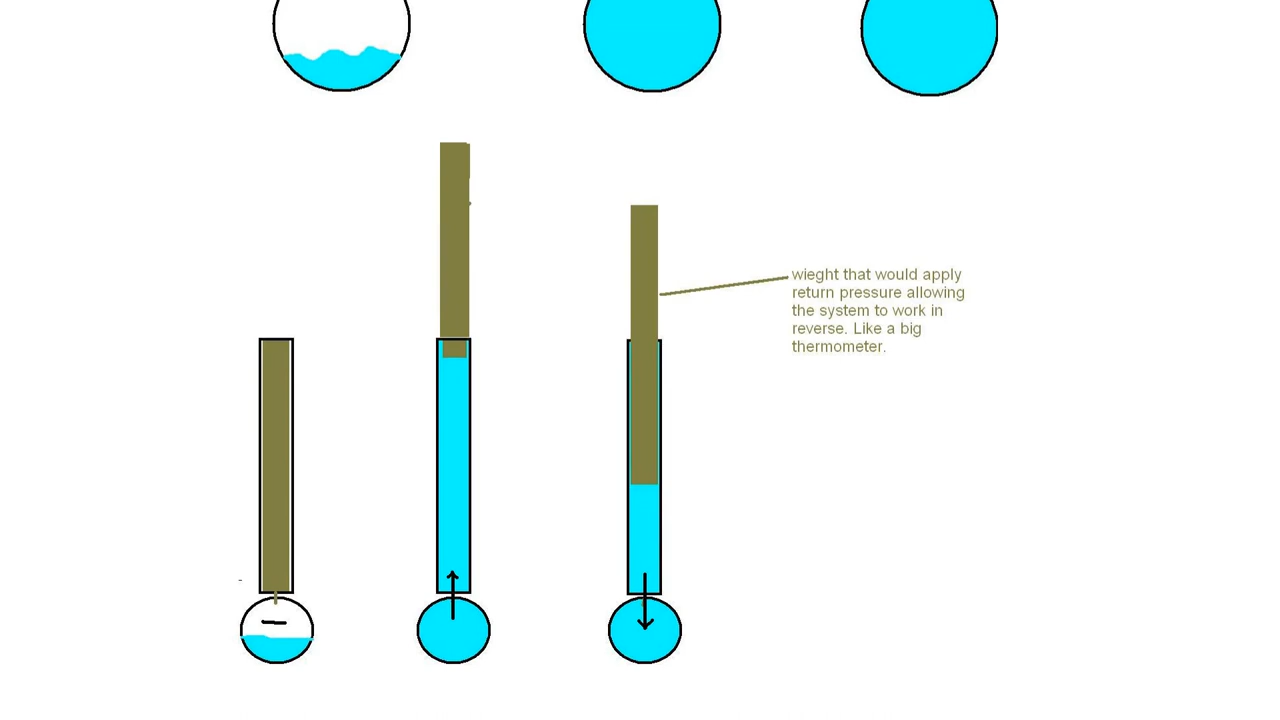 wieght that would apply
return pressure allowing
the system to work in
reverse. Like a big
thermometer.